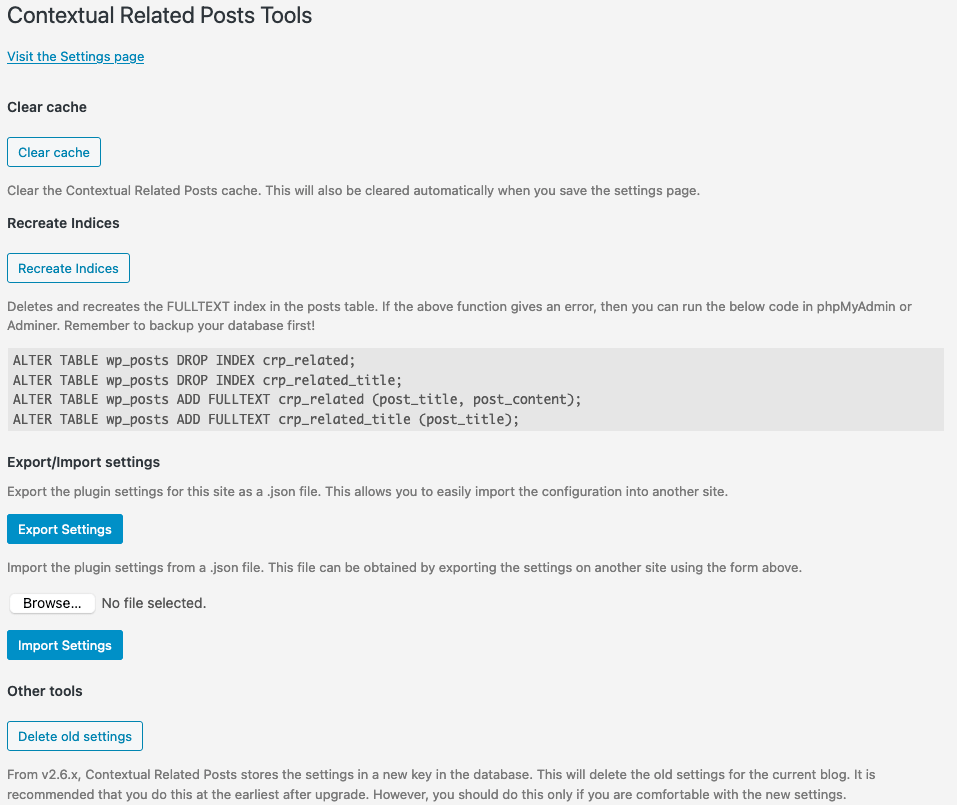 Contextual Related Posts Tools
Visit the Settings page
Clear cache
Clear cache
Clear the Contextual Related Posts cache. This will also be cleared automatically when you save the settings page.
Recreate Indices
Recreate Indices
Deletes and recreates the FULLTEXT index in the posts table. If the above function gives an error, then you can run the below code in phpMyAdmin or
Adminer. Remember to backup your database first!
ALTER TABLE wp_posts DROP INDEX crp_related;
ALTER TABLE wp_posts DROP INDEX crp_related_title;
ALTER TABLE wp_posts ADD FULLTEXT crp_related (post_title, post_content);
ALTER TABLE wp_posts ADD FULLTEXT crp_related_title (post_title);
Export/Import settings
Export the plugin settings for this site as a .json file. This allows you to easily import the configuration into another site.
Export Settings
Import the plugin settings from a .json file. This file can be obtained by exporting the settings on another site using the form above.
Browse... No file selected.
Import Settings
Other tools
Delete old settings
From v2.6.x, Contextual Related Posts stores the settings in a new key in the database. This will delete the old settings for the current blog. It is
recommended that you do this at the earliest after upgrade. However, you should do this only if you are comfortable with the new settings.